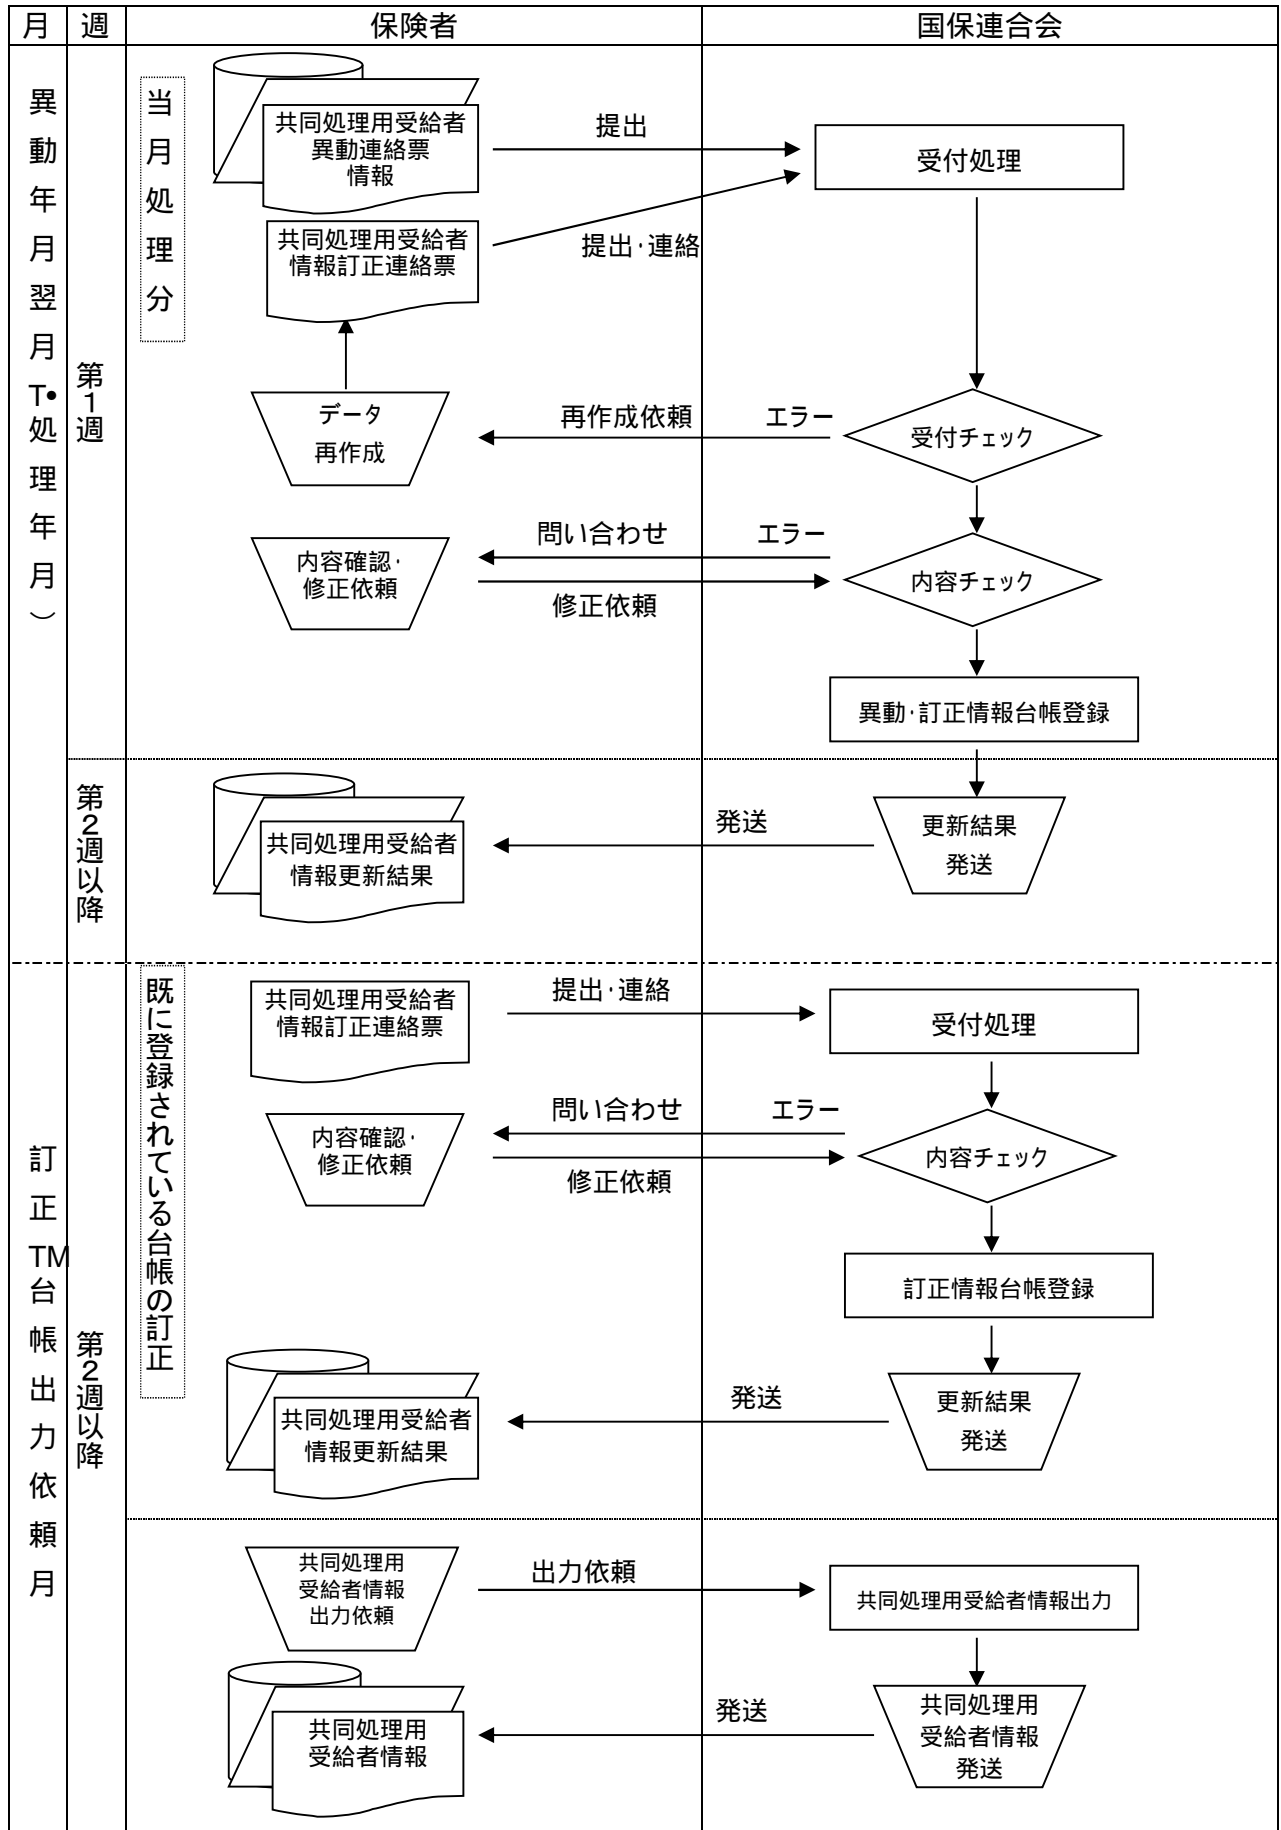 月 週 保険者 国保連合会
異動年月翌月T•処理年月）
第1週
当月処理分
共同処理用受給者
異動連絡票
情報
提出
受付処理
共同処理用受給者
情報訂正連絡票
提出・連絡
データ
再作成
再作成依頼 エラー
受付チェック
内容確認・
修正依頼
問い合わせ エラー
修正依頼
内容チェック
異動・訂正情報台帳登録
第2週以降
共同処理用受給者
情報更新結果
発送
更新結果
発送
訂正TM台帳出力依頼月
第2週以降
既に登録されている台帳の訂正
共同処理用受給者
情報訂正連絡票
提出・連絡
受付処理
内容確認・
修正依頼
問い合わせ エラー
修正依頼
内容チェック
訂正情報台帳登録
共同処理用受給者
情報更新結果
発送
更新結果
発送
共同処理用
受給者情報
出力依頼
出力依頼
共同処理用受給者情報出力
共同処理用
受給者情報
発送
共同処理用
受給者情報
発送